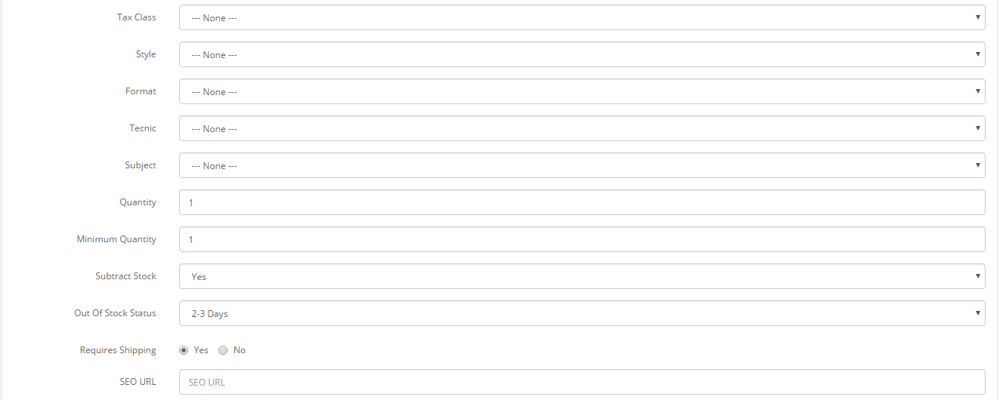 Tax Class --- None ---
Style --- None ---
Format --- None ---
Tecnic --- None ---
Subject --- None ---
Quantity 1
Minimum Quantity 1
Subtract Stock Yes
Out Of Stock Status 2-3 Days
Requires Shipping Yes No
SEO URL SEO URL